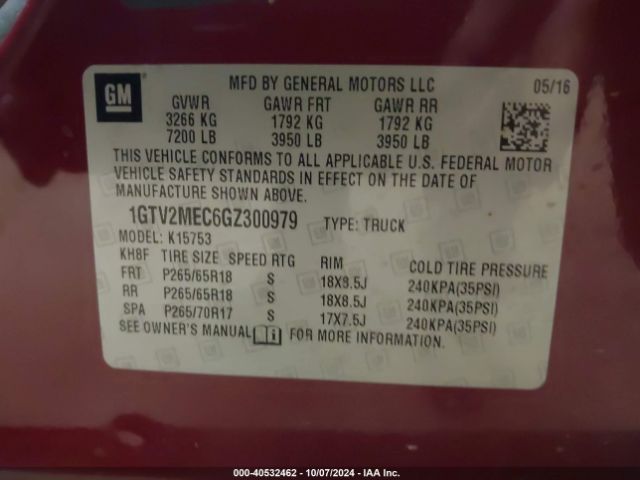 GM
MFD BY GENERAL MOTORS LLC 05/16
GVWR GAWR FRT GAWR RR
3266 KG 1792 KG 1792 KG
7200 LB 3950 LB 3950 LB
THIS VEHICLE CONFORMS TO ALL APPLICABLE U.S. FEDERAL MOTOR
VEHICLE SAFETY STANDARDS IN EFFECT ON THE DATE OF
MANUFACTURE SHOWN ABOVE.
1GTV2MEC6GZ300979 TYPE: TRUCK
MODEL: K15753
KH8F TIRE SIZE SPEED RTG RIM COLD TIRE PRESSURE
FRT P265/65R18 S 18X8.5J 240KPA(35PSI)
RR P265/65R18 S 18X8.5J 240KPA(35PSI)
SPA P265/70R17 S 17X7.5J 240KPA(35PSI)
SEE OWNER'S MANUAL FOR MORE INFORMATION.
000-40532462 - 10/07/2024 - IAAI.com